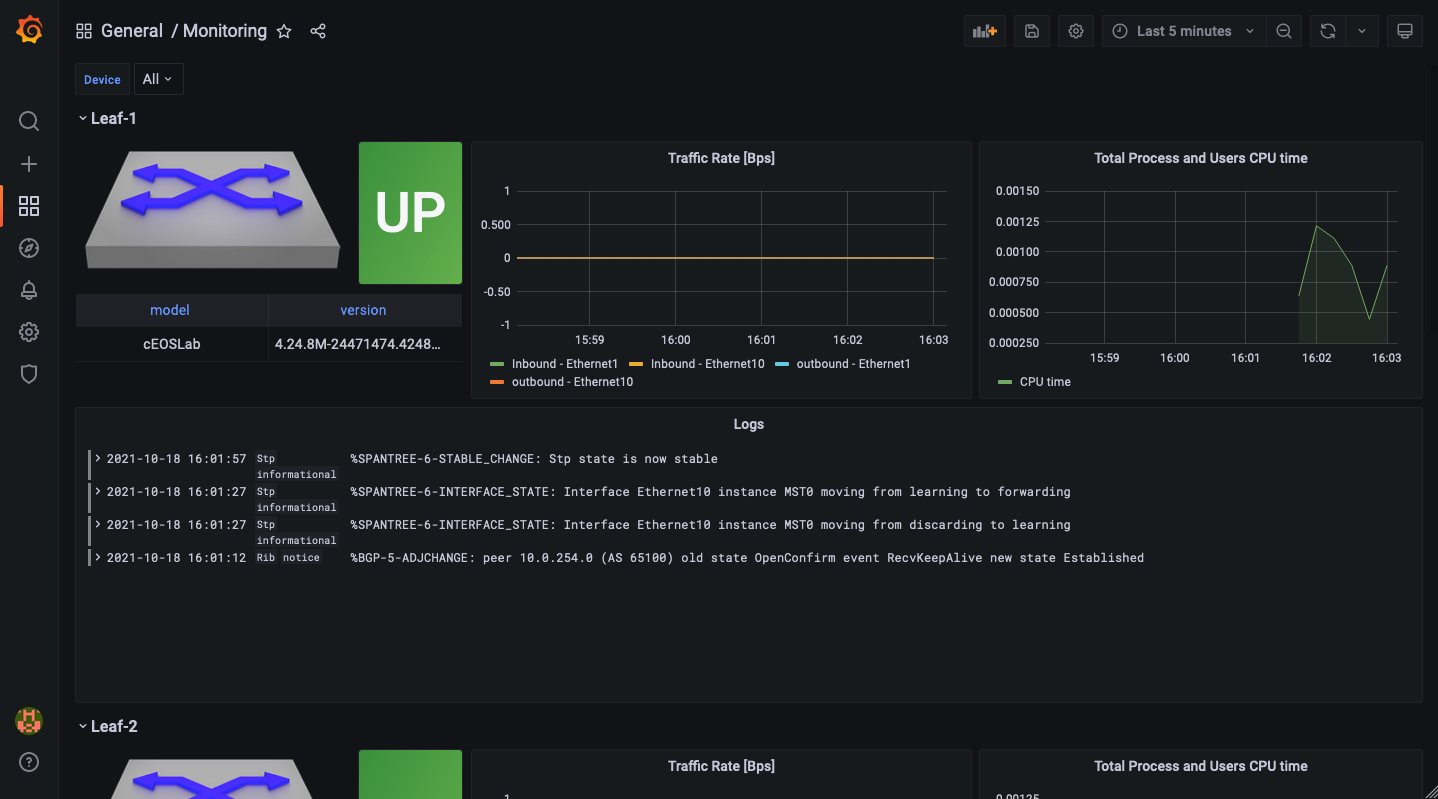 General / Monitoring
Last 5 minutes
Device All
Leaf-1
UP
model version
cEOSLab 4.24.8M-24471474.4248…
Traffic Rate [Bps]
1
0.500
0
-0.50
-1
15:59 16:00 16:01 16:02 16:03
Inbound - Ethernet1 Inbound - Ethernet10 outbound - Ethernet1
outbound - Ethernet10
Total Process and Users CPU time
0.00150
0.00125
0.00100
0.000750
0.000500
0.000250
15:59 16:00 16:01 16:02 16:03
CPU time
Logs
2021-10-18 16:01:57 Stp %SPANTREE-6-STABLE_CHANGE: Stp state is now stable
informational
2021-10-18 16:01:27 Stp %SPANTREE-6-INTERFACE_STATE: Interface Ethernet10 instance MST0 moving from learning to forwarding
informational
2021-10-18 16:01:27 Stp %SPANTREE-6-INTERFACE_STATE: Interface Ethernet10 instance MST0 moving from discarding to learning
informational
2021-10-18 16:01:12 Rib notice %BGP-5-ADJCHANGE: peer 10.0.254.0 (AS 65100) old state OpenConfirm event RecvKeepAlive new state Established
Leaf-2
Traffic Rate [Bps]
1
Total Process and Users CPU time
0.00125